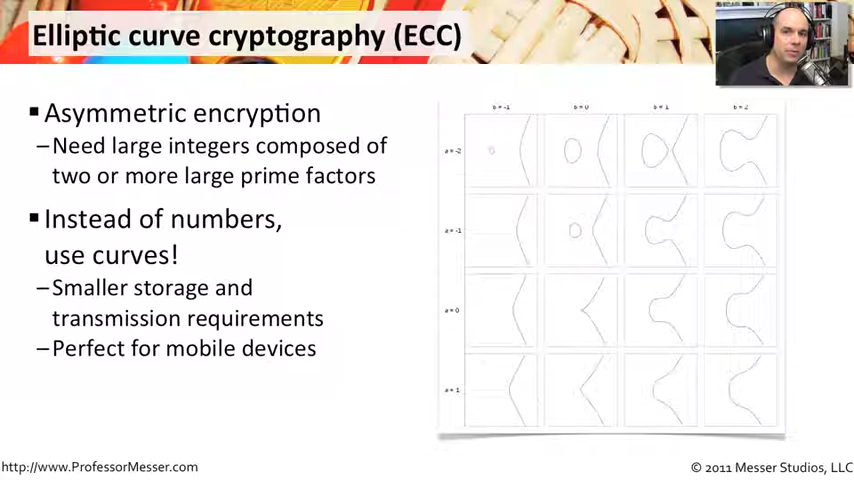 Elliptic curve cryptography (ECC)
▪Asymmetric encryption
–Need large integers composed of
two or more large prime factors
▪Instead of numbers,
use curves!
–Smaller storage and
transmission requirements
–Perfect for mobile devices
b = -1 b = 0 b = 1 b = 2
a = -2
a = -1
a = 0
a = 1
http://www.ProfessorMesser.com
© 2011 Messer Studios, LLC